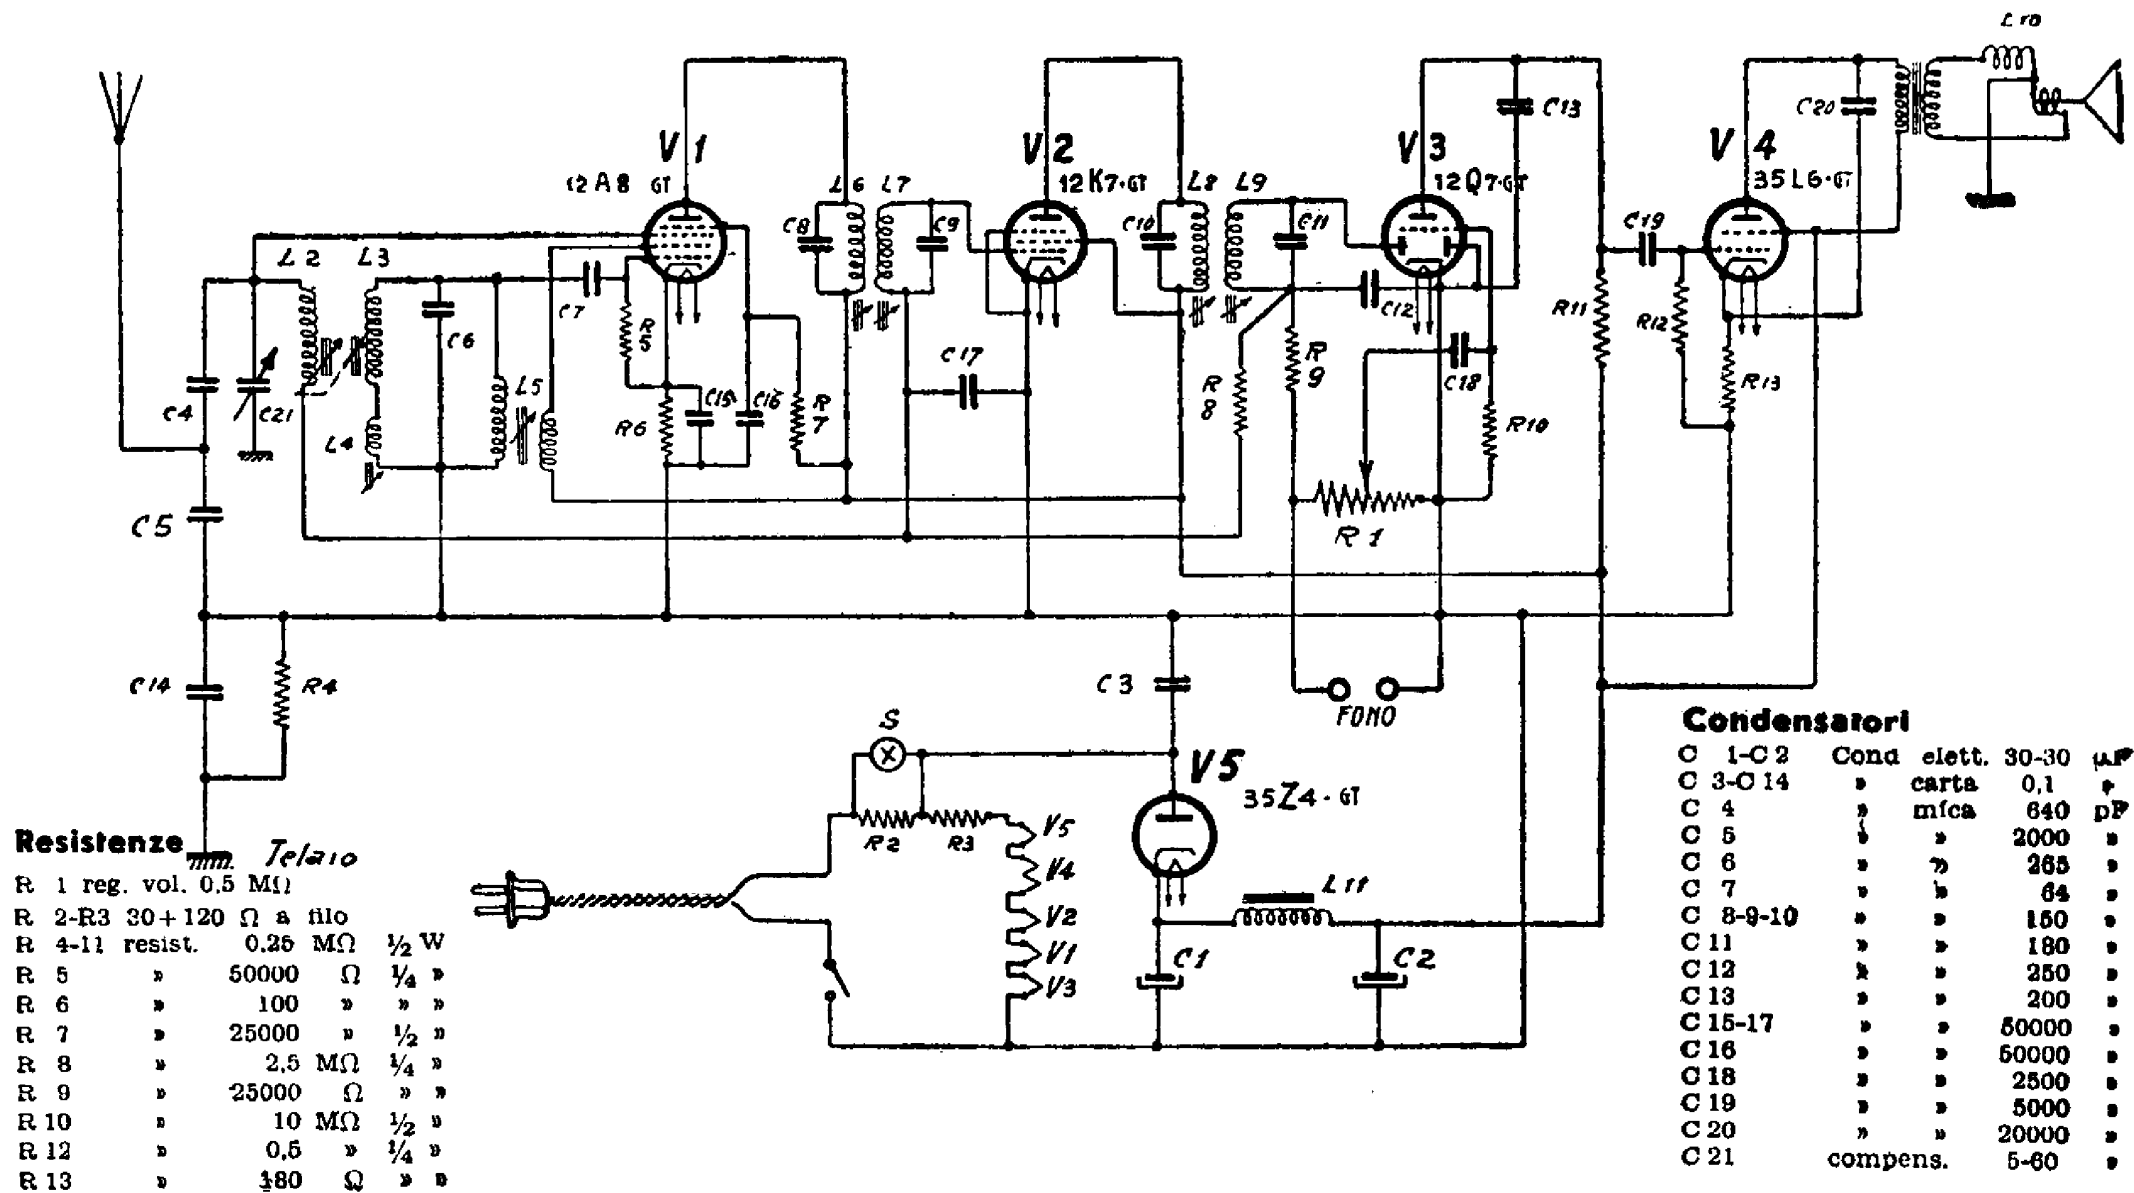 L10
V1
12A8 GT
V2
12K7·GT
V3
12Q7·GT
V4
35L6·GT
C13
C20
L2
L3
L6
L7
L8
L9
C8
C9
C10
C11
C19
C4
C21
C6
C7
R5
L5
L4
R6
C15
C16
R7
C17
R8
R9
C12
C18
R10
R11
R12
R13
R1
C5
C14
R4
C3
FONO
S
V5
35Z4·GT
R2
R3
V5
V4
V2
V1
V3
L11
C1
C2
Telaio
Resistenze
R 1 reg. vol. 0,5 MΩ
R 2-R3 30+120 Ω a filo
R 4-11 resist. 0.25 MΩ ½ W
R 5 » 50000 Ω ¼ »
R 6 » 100 » » »
R 7 » 25000 » ½ »
R 8 » 2,5 MΩ ¼ »
R 9 » 25000 Ω » »
R 10 » 10 MΩ ½ »
R 12 » 0,5 » ¼ »
R 13 » 180 Ω » »
Condensatori
C 1-C 2 Cond elett. 30-30 µF
C 3-C 14 » carta 0,1 »
C 4 » mica 640 pF
C 5 » » 2000 »
C 6 » » 265 »
C 7 » » 64 »
C 8-9-10 » » 150 »
C 11 » » 180 »
C 12 » » 250 »
C 13 » » 200 »
C 15-17 » » 50000 »
C 16 » » 50000 »
C 18 » » 2500 »
C 19 » » 5000 »
C 20 » » 20000 »
C 21 compens. 5-60 »